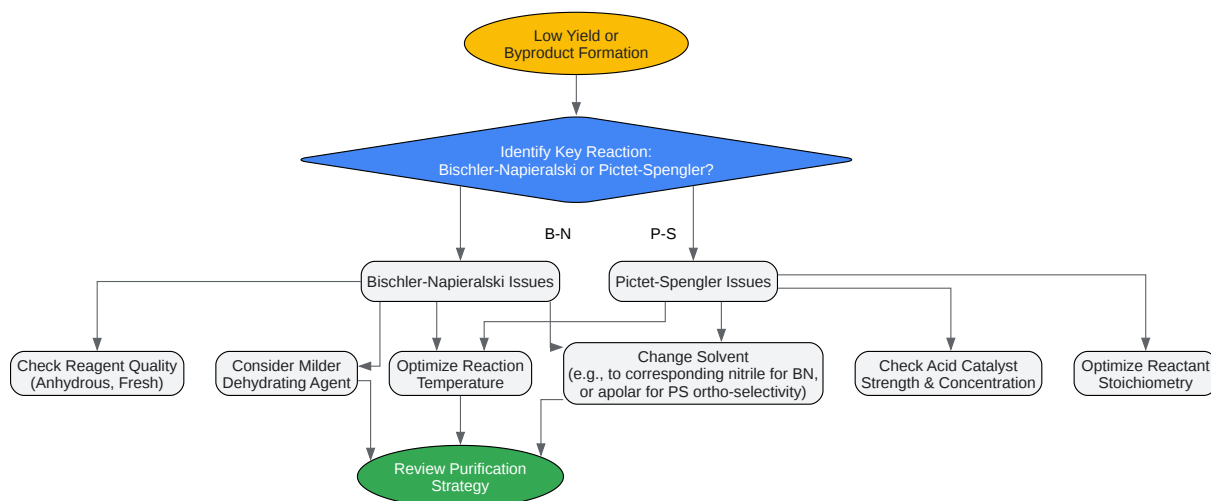 Low Yield or
Byproduct Formation
Identify Key Reaction:
Bischler-Napieralski or Pictet-Spengler?
B-N
P-S
Bischler-Napieralski Issues
Pictet-Spengler Issues
Check Reagent Quality
(Anhydrous, Fresh)
Consider Milder
Dehydrating Agent
Optimize Reaction
Temperature
Change Solvent
(e.g., to corresponding nitrile for BN,
or apolar for PS ortho-selectivity)
Check Acid Catalyst
Strength & Concentration
Optimize Reactant
Stoichiometry
Review Purification
Strategy